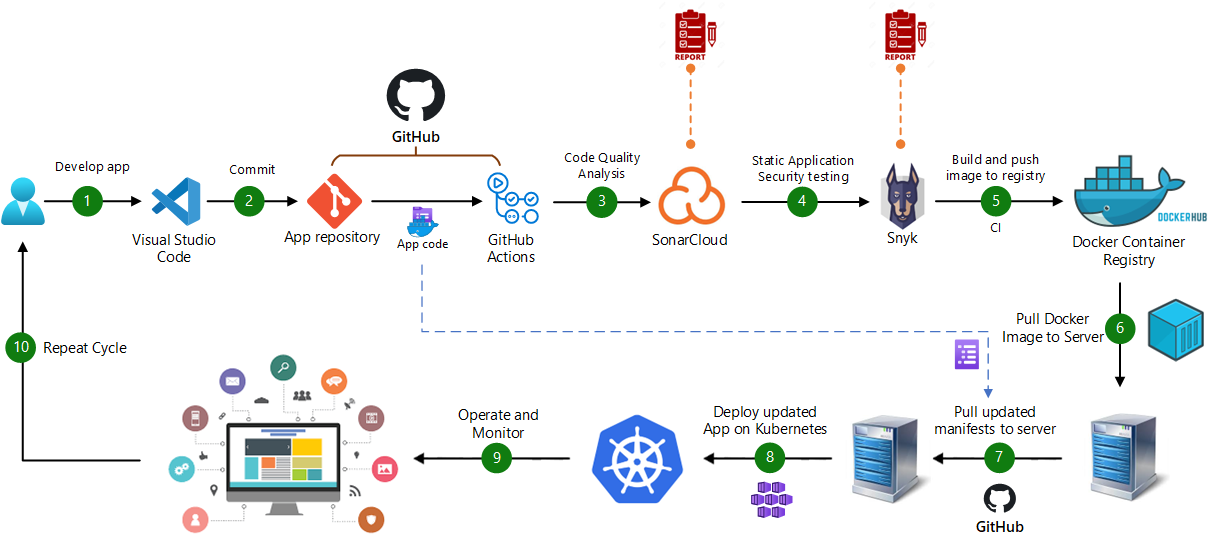 REPORT
REPORT
GitHub
Develop app
1
Visual Studio
Code
Commit
2
App repository
App code
GitHub
Actions
Code Quality
Analysis
3
SonarCloud
Static Application
Security testing
4
Snyk
Build and push
image to registry
5
CI
DOCKERHUB
Docker Container
Registry
Pull Docker
Image to Server
6
Pull updated
manifests to server
7
GitHub
Deploy updated
App on Kubernetes
8
Operate and
Monitor
9
10
Repeat Cycle